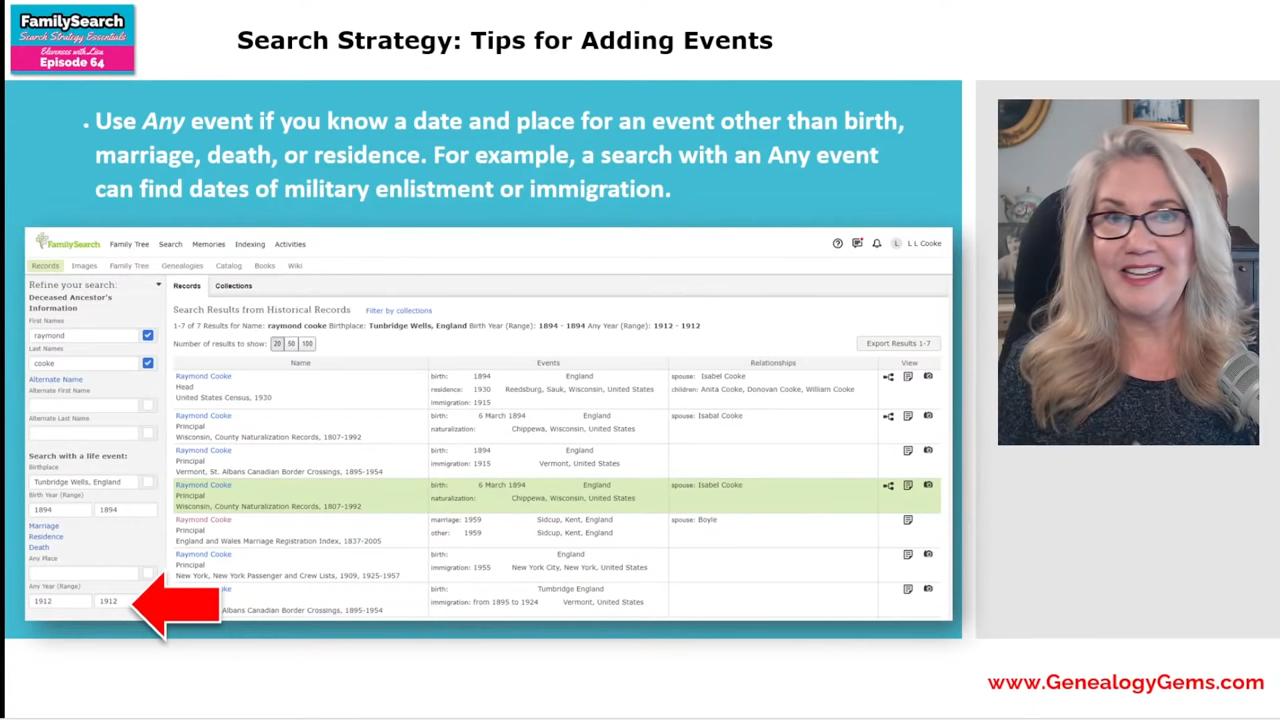 FamilySearch
Search Strategy Essentials
Elevenses with Lisa
Episode 64
Search Strategy: Tips for Adding Events
• Use Any event if you know a date and place for an event other than birth,
marriage, death, or residence. For example, a search with an Any event
can find dates of military enlistment or immigration.
FamilySearch Family Tree Search Memories Indexing Activities L L L Cooke
Records Images Family Tree Genealogies Catalog Books Wiki
Refine your search:
Deceased Ancestor's
Information
First Names
raymond
Last Names
cooke
Alternate Name
Alternate First Name
Alternate Last Name
Search with a life event:
Birthplace
Tunbridge Wells, England
Birth Year (Range)
1894 1894
Marriage
Residence
Death
Any Place
Any Year (Range)
1912 1912
Records Collections
Search Results from Historical Records Filter by collections
1-7 of 7 Results for Name: raymond cooke Birthplace: Tunbridge Wells, England Birth Year (Range): 1894 - 1894 Any Year (Range): 1912 - 1912
Number of results to show: 20 50 100 Export Results 1-7
Name Events Relationships View
Raymond Cooke birth: 1894 England spouse: Isabel Cooke
Head residence: 1930 Reedsburg, Sauk, Wisconsin, United States children: Anita Cooke, Donovan Cooke, William Cooke
United States Census, 1930 immigration: 1915
Raymond Cooke birth: 6 March 1894 England spouse: Isabal Cooke
Principal naturalization: Chippewa, Wisconsin, United States
Wisconsin, County Naturalization Records, 1807-1992
Raymond Cooke birth: 1894 England
Principal immigration: 1915 Vermont, United States
Vermont, St. Albans Canadian Border Crossings, 1895-1954
Raymond Cooke birth: 6 March 1894 England spouse: Isabel Cooke
Principal naturalization: Chippewa, Wisconsin, United States
Wisconsin, County Naturalization Records, 1807-1992
Raymond Cooke marriage: 1959 Sidcup, Kent, England spouse: Boyle
Principal other: 1959 Sidcup, Kent, England
England and Wales Marriage Registration Index, 1837-2005
Raymond Cooke birth: England
Principal immigration: 1955 New York City, New York, United States
New York, New York Passenger and Crew Lists, 1909, 1925-1957
ke birth: Tumbridge England
immigration: from 1895 to 1924 Vermont, United States
Albans Canadian Border Crossings, 1895-1954
www.GenealogyGems.com